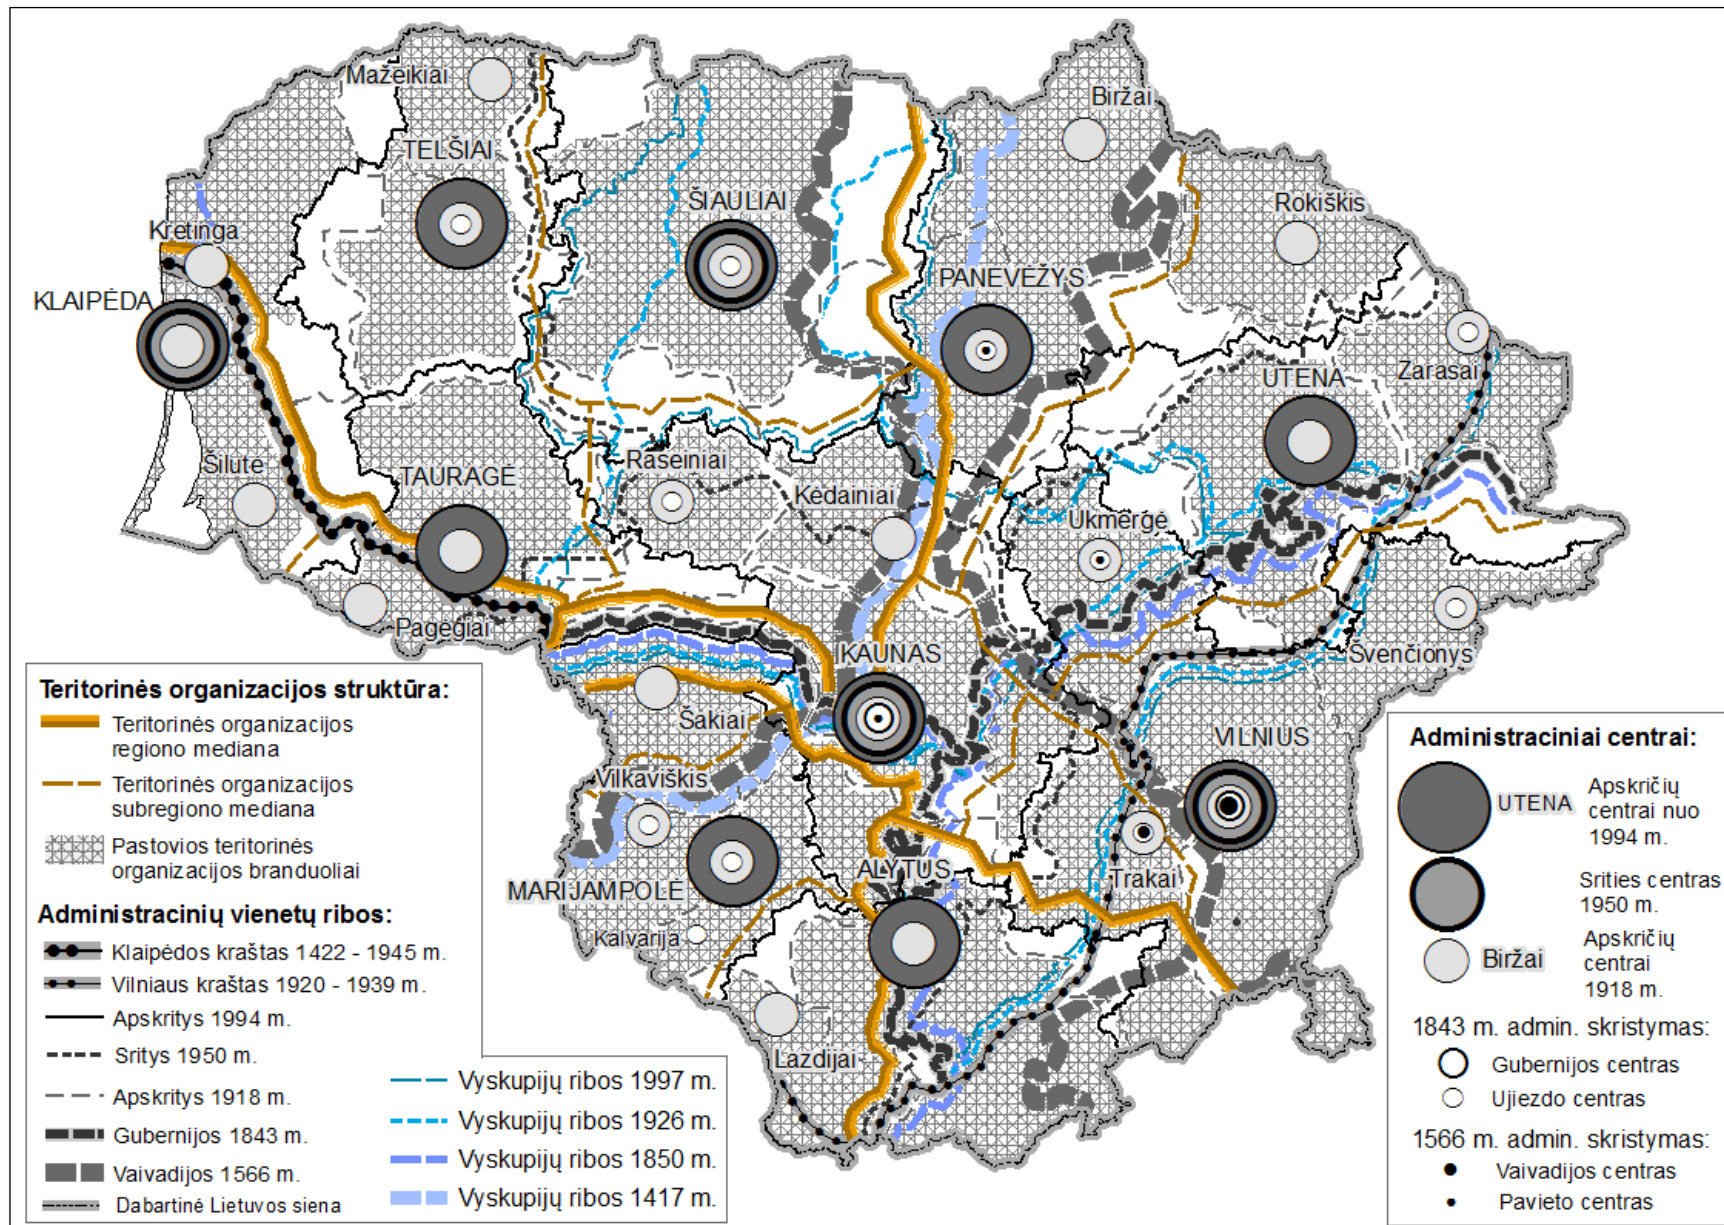 Mažeikiai
Biržai
TELŠIAI
ŠIAULIAI
Rokiškis
Kretinga
PANEVĖŽYS
KLAIPĖDA
Zarasai
UTENA
Šilutė
TAURAGĖ
Raseiniai
Kėdainiai
Ukmergė
Pagėgiai
Švenčionys
KAUNAS
Šakiai
VILNIUS
Vilkaviškis
MARIJAMPOLĖ
ALYTUS
Trakai
Kalvarija
Lazdijai
Teritorinės organizacijos struktūra:
Teritorinės organizacijos
regiono mediana
Teritorinės organizacijos
subregiono mediana
Pastovios teritorinės
organizacijos branduoliai
Administracinių vienetų ribos:
Klaipėdos kraštas 1422 - 1945 m.
Vilniaus kraštas 1920 - 1939 m.
Apskritys 1994 m.
Sritys 1950 m.
Apskritys 1918 m.
Gubernijos 1843 m.
Vaivadijos 1566 m.
Dabartinė Lietuvos siena
Vyskupijų ribos 1997 m.
Vyskupijų ribos 1926 m.
Vyskupijų ribos 1850 m.
Vyskupijų ribos 1417 m.
Administraciniai centrai:
UTENA
Apskričių
centrai nuo
1994 m.
Srities centras
1950 m.
Biržai
Apskričių
centrai
1918 m.
1843 m. admin. skristymas:
Gubernijos centras
Ujiezdo centras
1566 m. admin. skristymas:
Vaivadijos centras
Pavieto centras